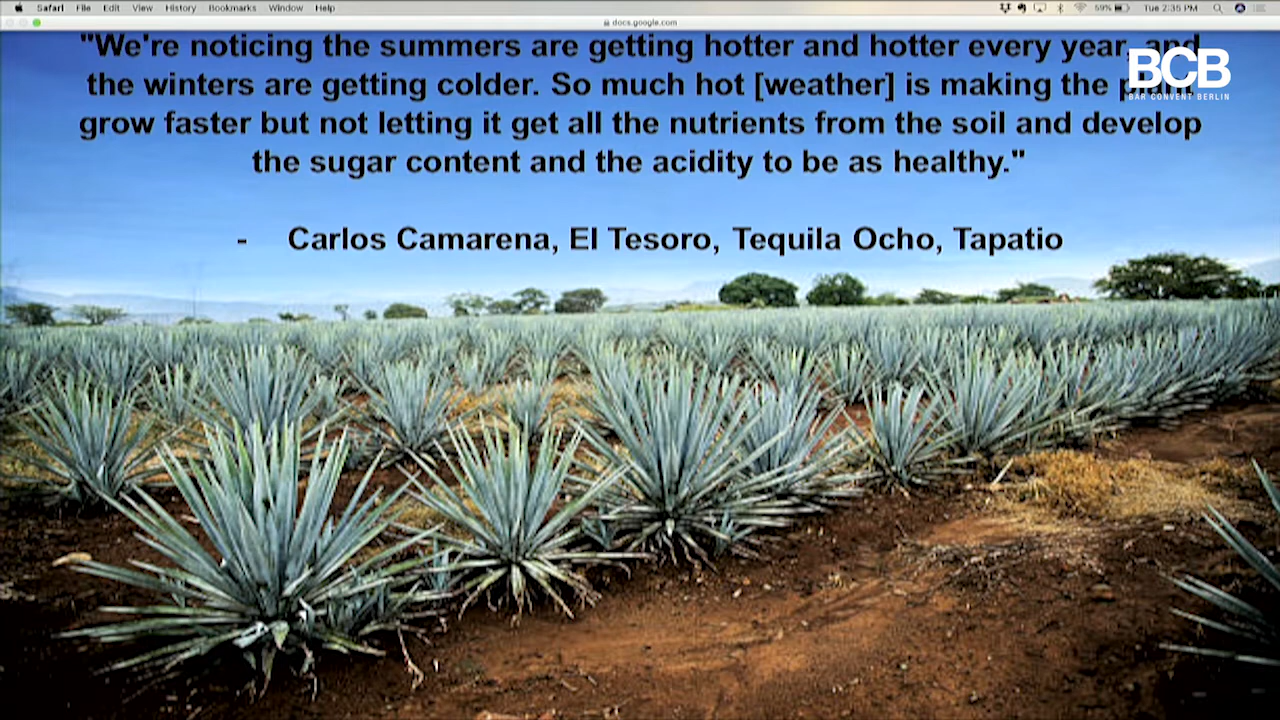 Safari File Edit View History Bookmarks Window Help 59% Tue 2:35 PM
docs.google.com
"We're noticing the summers are getting hotter and hotter every year, and
the winters are getting colder. So much hot [weather] is making the
grow faster but not letting it get all the nutrients from the soil and develop
the sugar content and the acidity to be as healthy."
- Carlos Camarena, El Tesoro, Tequila Ocho, Tapatio
BCB
BAR CONVENT BERLIN